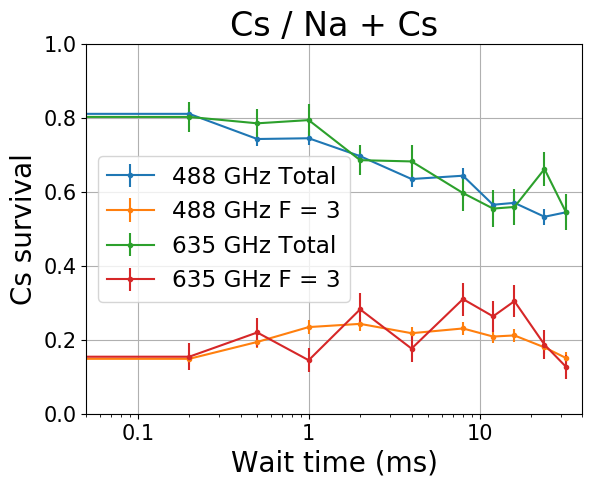 Cs / Na + Cs
1.0
0.8
0.6
0.4
0.2
0.0
Cs survival
488 GHz Total
488 GHz F = 3
635 GHz Total
635 GHz F = 3
0.1
1
10
Wait time (ms)